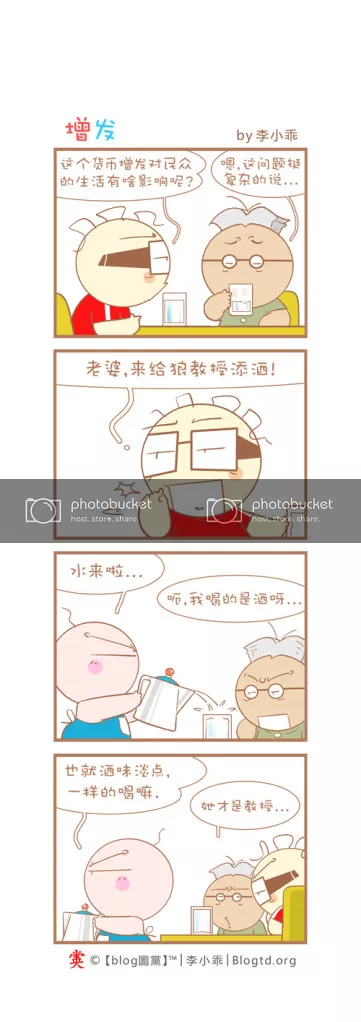 增发
by 李小乖
这个货币增发对民众
的生活有啥影响呢?
嗯,这问题挺
复杂的说...
老婆,来给狼教授添酒!
photobucket
host. store. share.
photobucket
host. store. share.
水来啦...
呃,我喝的是酒呀...
也就酒味淡点,
一样的喝嘛.
她才是教授...
©【blog圖黨】™|李小乖|Blogtd.org